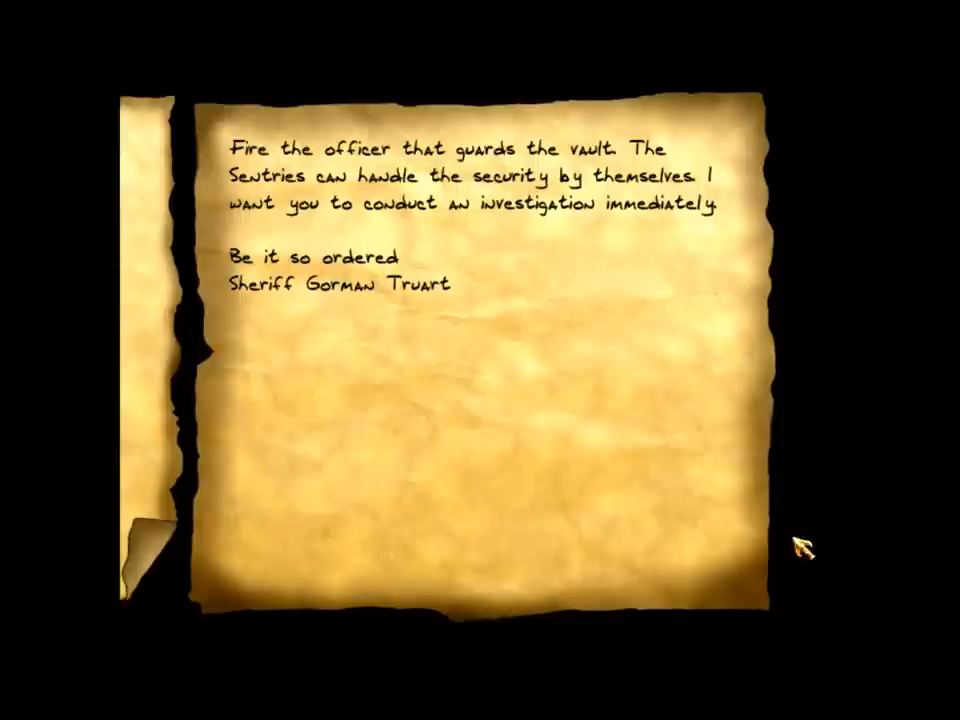 Fire the officer that guards the vault. The
Sentries can handle the security by themselves. I
want you to conduct an investigation immediately.
Be it so ordered
Sheriff Gorman Truart